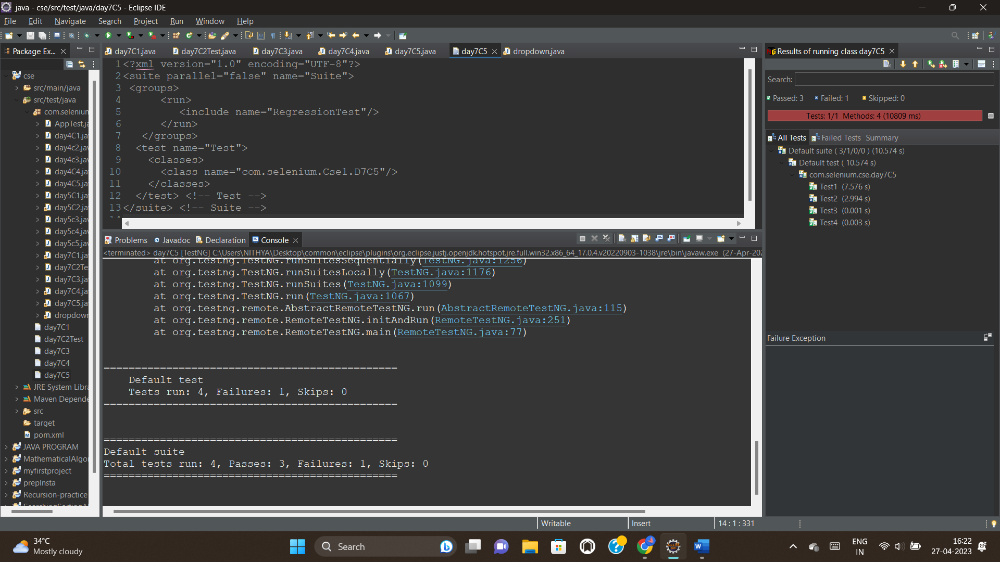 java - cse/src/test/java/day7C5 - Eclipse IDE
File Edit Navigate Search Project Run Window Help
Package Ex...
cse
src/main/java
src/test/java
com.selenium
AppTest.ja
day4C1.ja
day4c2.ja
day4c3.ja
day4C4.ja
day4C5.ja
day5C1.ja
day5C2.ja
day5c3.ja
day5c4.ja
day5c5.ja
day7C1.ja
day7C2Te
day7C3.ja
day7C4.ja
day7C5.ja
dropdown
day7C1
day7C2Test
day7C3
day7C4
day7C5
JRE System Libra
Maven Depende
src
target
pom.xml
JAVA PROGRAM
MathematicalAlgo
myfirstproject
prepInsta
Recursion-practice
day7C1.java day7C2Test.java day7C3.java day7C4.java day7C5.java day7C5 dropdown.java
1 <?xml version="1.0" encoding="UTF-8"?>
2 <suite parallel="false" name="Suite">
3 <groups>
4 <run>
5 <include name="RegressionTest"/>
6 </run>
7 </groups>
8 <test name="Test">
9 <classes>
10 <class name="com.selenium.Cse1.D7C5"/>
11 </classes>
12 </test> <!-- Test -->
13 </suite> <!-- Suite -->
Problems Javadoc Declaration Console
<terminated> day7C5 [TestNG] C:\Users\NITHYA\Desktop\common\eclipse\plugins\org.eclipse.justj.openjdk.hotspot.jre.full.win32.x86_64_17.0.4.v20220903-1038\jre\bin\javaw.exe (27-Apr-202
at org.testng.TestNG.runSuitesSequentially(TestNG.java:1256)
at org.testng.TestNG.runSuitesLocally(TestNG.java:1176)
at org.testng.TestNG.runSuites(TestNG.java:1099)
at org.testng.TestNG.run(TestNG.java:1067)
at org.testng.remote.AbstractRemoteTestNG.run(AbstractRemoteTestNG.java:115)
at org.testng.remote.RemoteTestNG.initAndRun(RemoteTestNG.java:251)
at org.testng.remote.RemoteTestNG.main(RemoteTestNG.java:77)
===============================================
Default test
Tests run: 4, Failures: 1, Skips: 0
===============================================
===============================================
Default suite
Total tests run: 4, Passes: 3, Failures: 1, Skips: 0
===============================================
Results of running class day7C5
Search:
Passed: 3 Failed: 1 Skipped: 0
Tests: 1/1 Methods: 4 (10809 ms)
All Tests Failed Tests Summary
Default suite ( 3/1/0/0 ) (10.574 s)
Default test ( 10.574 s)
com.selenium.cse.day7C5
Test1 (7.576 s)
Test2 (2.994 s)
Test3 (0.001 s)
Test4 (0.003 s)
Failure Exception
Writable Insert 14 : 1 : 331
34°C
Mostly cloudy
Search
ENG
IN
16:22
27-04-2023